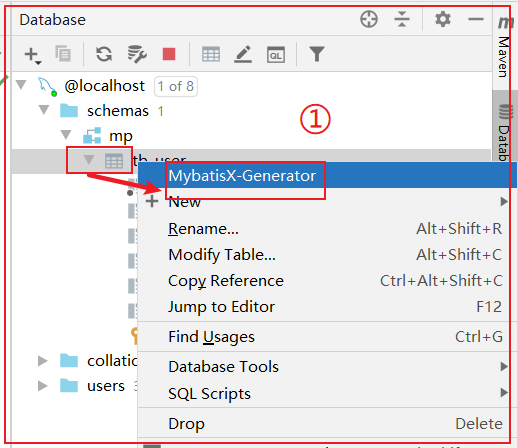 Database
@localhost 1 of 8
schemas 1
①
mp
tb_user
MybatisX-Generator
New
Rename... Alt+Shift+R
Modify Table... Alt+Shift+C
Copy Reference Ctrl+Alt+Shift+C
Jump to Editor F12
Find Usages Ctrl+G
Database Tools
SQL Scripts
Drop Delete
collatio
users 3
QL
m
Maven
Datab